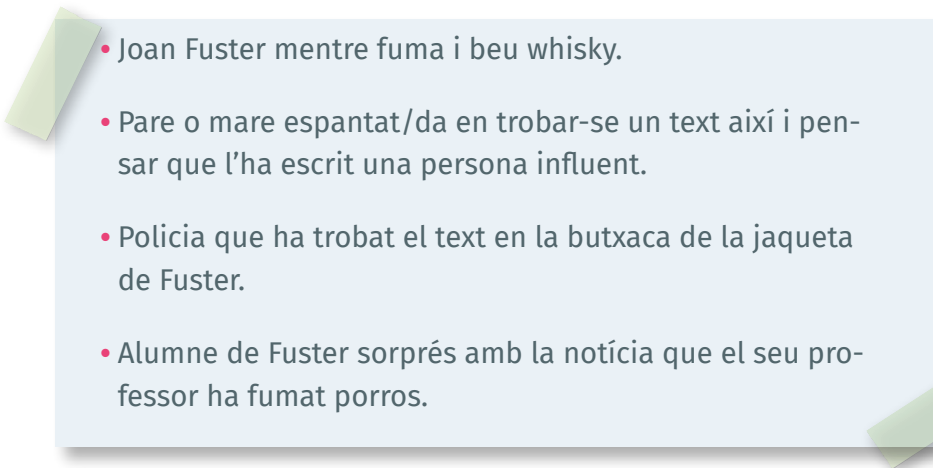 • Joan Fuster mentre fuma i beu whisky.
• Pare o mare espantat/da en trobar-se un text així i pen-
sar que l'ha escrit una persona influent.
• Policia que ha trobat el text en la butxaca de la jaqueta
de Fuster.
• Alumne de Fuster sorprés amb la notícia que el seu pro-
fessor ha fumat porros.